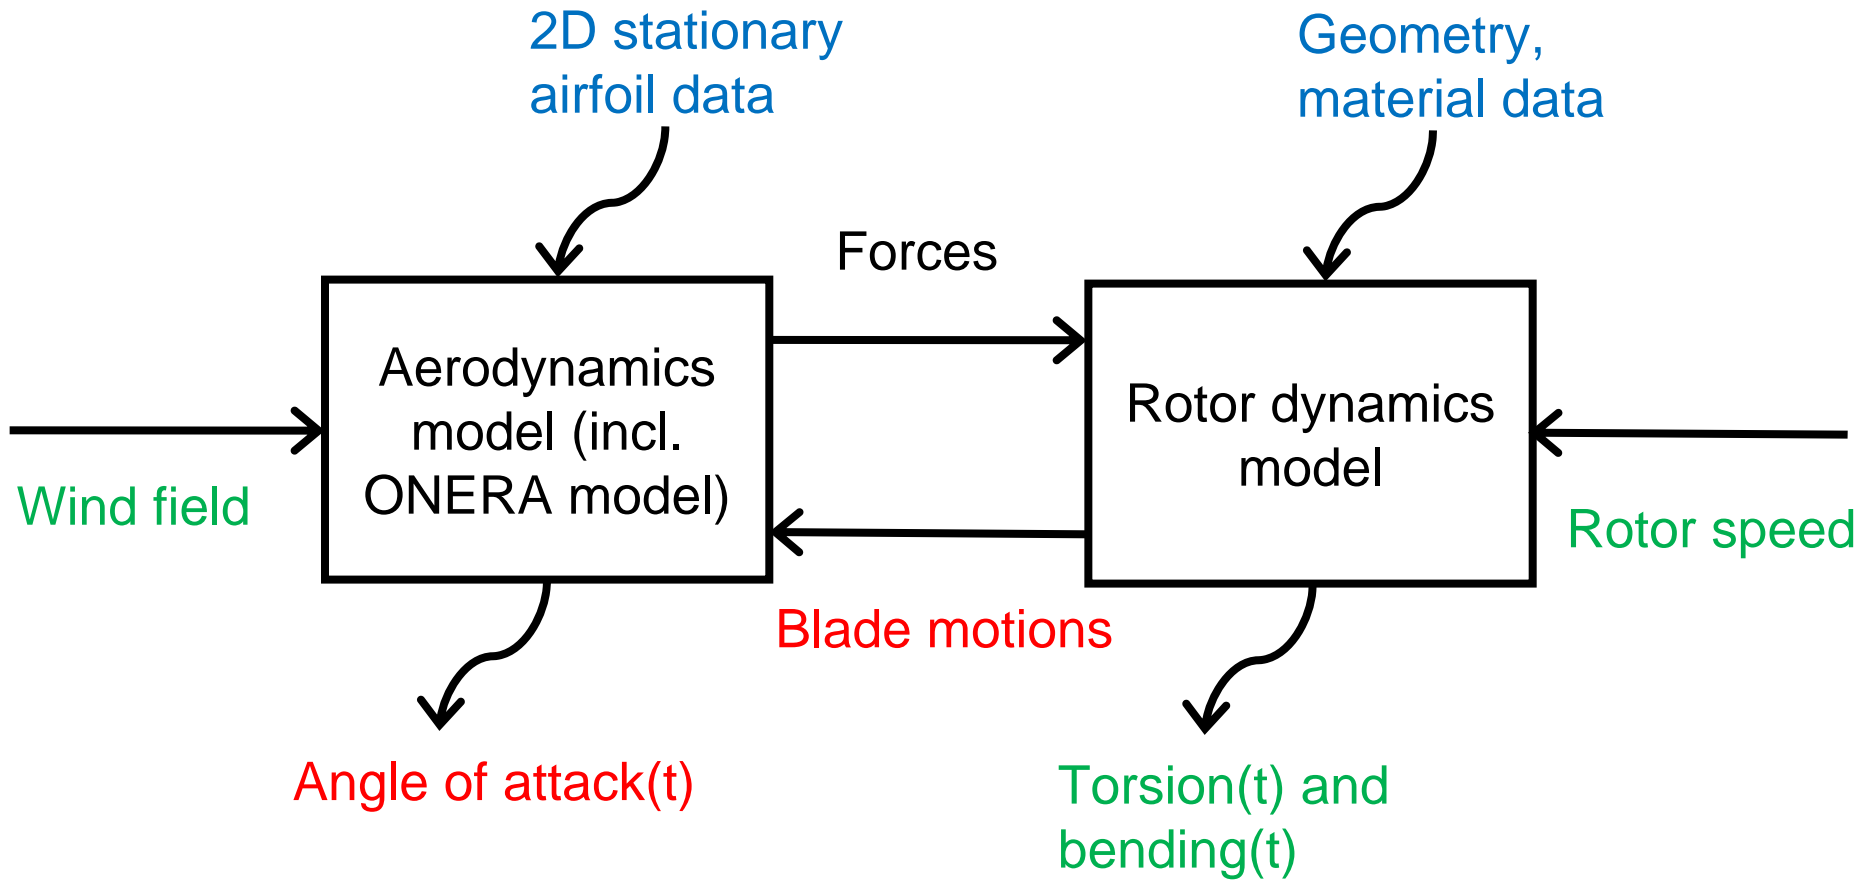 2D stationary
airfoil data
Geometry,
material data
Forces
Aerodynamics
model (incl.
ONERA model)
Rotor dynamics
model
Wind field
Rotor speed
Blade motions
Angle of attack(t)
Torsion(t) and
bending(t)